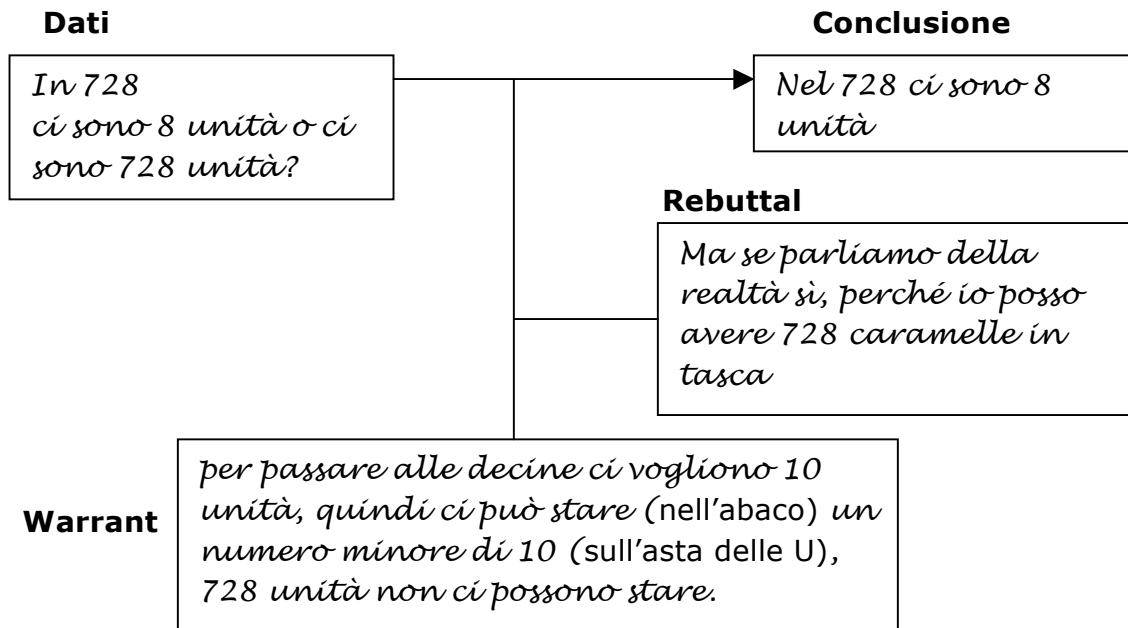 Dati
In 728
ci sono 8 unità o ci
sono 728 unità?
Conclusione
Nel 728 ci sono 8
unità
Rebuttal
Ma se parliamo della
realtà sì, perché io posso
avere 728 caramelle in
tasca
Warrant
per passare alle decine ci vogliono 10
unità, quindi ci può stare (nell'abaco) un
numero minore di 10 (sull'asta delle U),
728 unità non ci possono stare.